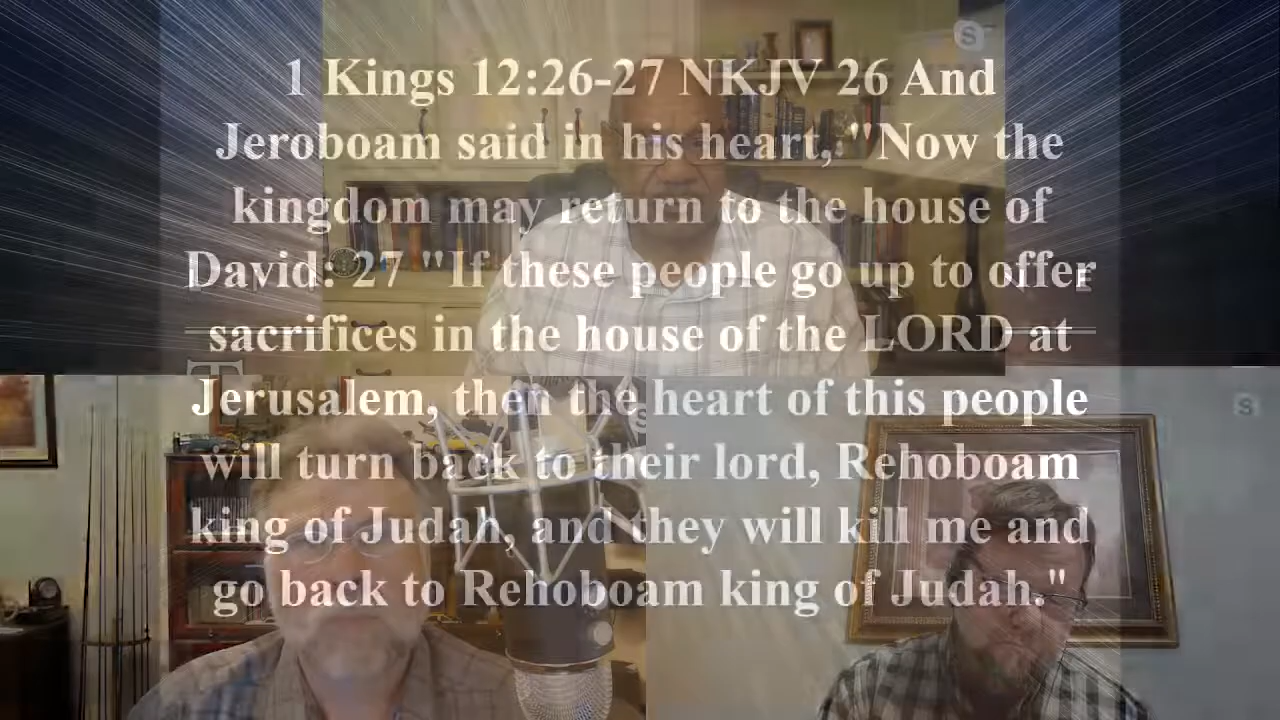 1 Kings 12:26-27 NKJV 26 And
Jeroboam said in his heart, "Now the
kingdom may return to the house of
David: 27 "If these people go up to offer
sacrifices in the house of the LORD at
Jerusalem, then the heart of this people
will turn back to their lord, Rehoboam
king of Judah, and they will kill me and
go back to Rehoboam king of Judah."